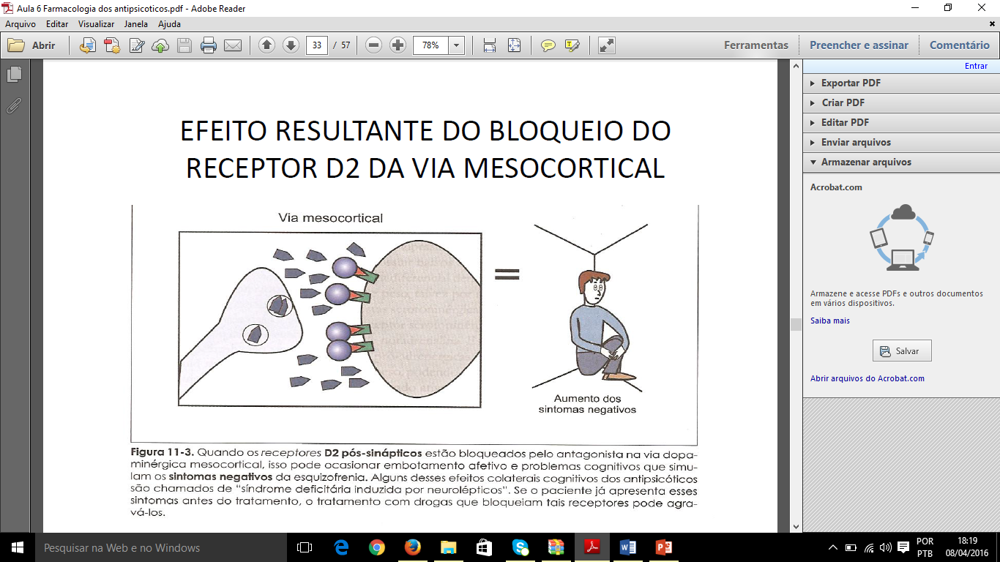 Aula 6 Farmacologia dos antipsicoticos.pdf - Adobe Reader
Arquivo Editar Visualizar Janela Ajuda
Abrir 33 / 57 78% Ferramentas Preencher e assinar Comentário
Entrar
Exportar PDF
Criar PDF
Editar PDF
Enviar arquivos
Armazenar arquivos
Acrobat.com
Armazene e acesse PDFs e outros documentos
em vários dispositivos.
Saiba mais
Salvar
Abrir arquivos do Acrobat.com
EFEITO RESULTANTE DO BLOQUEIO DO
RECEPTOR D2 DA VIA MESOCORTICAL
Via mesocortical
=
Aumento dos
sintomas negativos
Figura 11-3. Quando os receptores D2 pós-sinápticos estão bloqueados pelo antagonista na via dopa-
minérgica mesocortical, isso pode ocasionar embotamento afetivo e problemas cognitivos que simu-
lam os sintomas negativos da esquizofrenia. Alguns desses efeitos colaterais cognitivos dos antipsicóticos
são chamados de “síndrome deficitária induzida por neurolépticos”. Se o paciente já apresenta esses
sintomas antes do tratamento, o tratamento com drogas que bloqueiam tais receptores pode agra-
vá-los.
Pesquisar na Web e no Windows
POR
PTB
18:19
08/04/2016